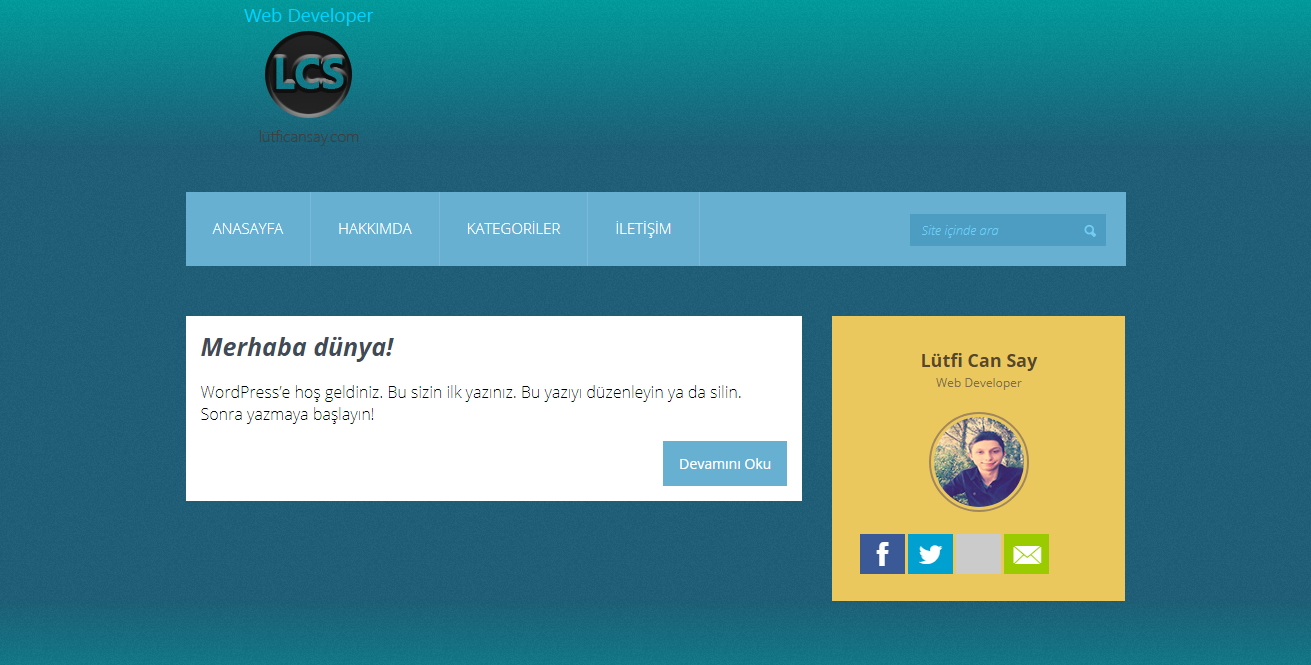 Web Developer
LCS
lütficansay.com
ANASAYFA
HAKKIMDA
KATEGORİLER
İLETİŞİM
Site içinde ara
Merhaba dünya!
WordPress’e hoş geldiniz. Bu sizin ilk yazınız. Bu yazıyı düzenleyin ya da silin.
Sonra yazmaya başlayın!
Devamını Oku
Lütfi Can Say
Web Developer
f